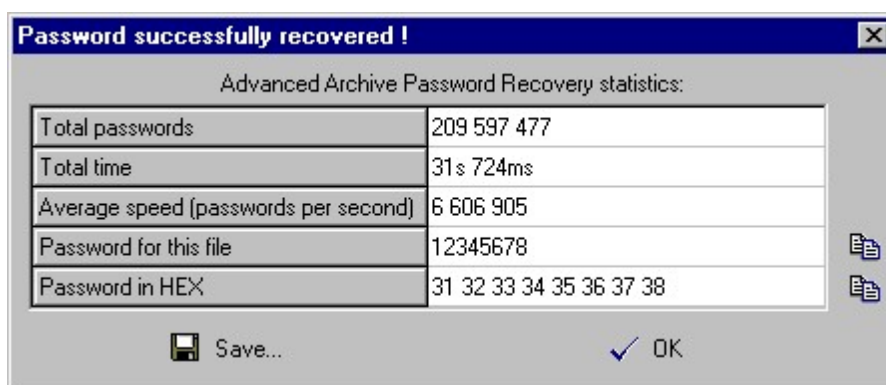 Password successfully recovered !
Advanced Archive Password Recovery statistics:
Total passwords 209 597 477
Total time 31s 724ms
Average speed (passwords per second) 6 606 905
Password for this file 12345678
Password in HEX 31 32 33 34 35 36 37 38
Save... OK